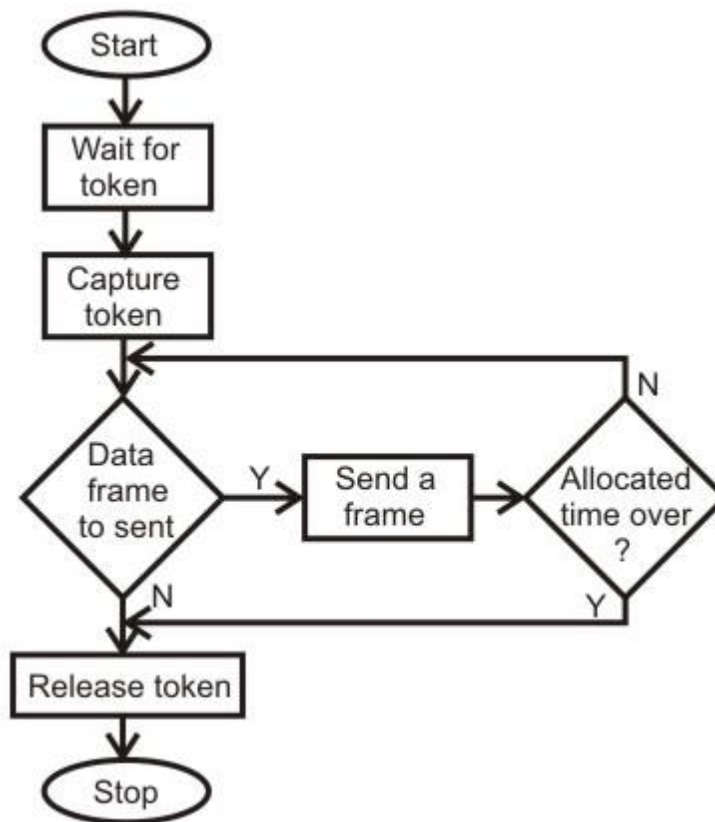 Start
Wait for
token
Capture
token
N
Data
frame
to sent
Y
Send a
frame
Allocated
time over
?
N
Y
Release token
Stop